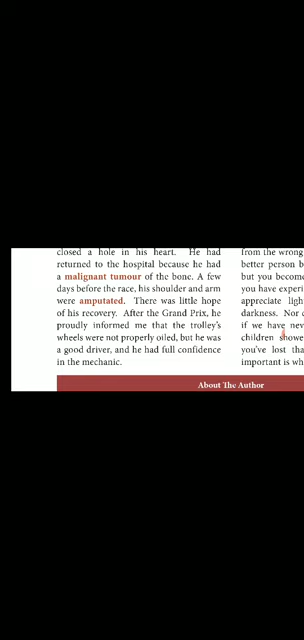 closed a hole in his heart. He had
returned to the hospital because he had
a malignant tumour of the bone. A few
days before the race, his shoulder and arm
were amputated. There was little hope
of his recovery. After the Grand Prix, he
proudly informed me that the trolley's
wheels were not properly oiled, but he was
a good driver, and he had full confidence
in the mechanic.
from the wrong
better person b
but you become
you have experi
appreciate ligh
darkness. Nor c
if we have nev
children showe
you've lost tha
important is wh
About The Author